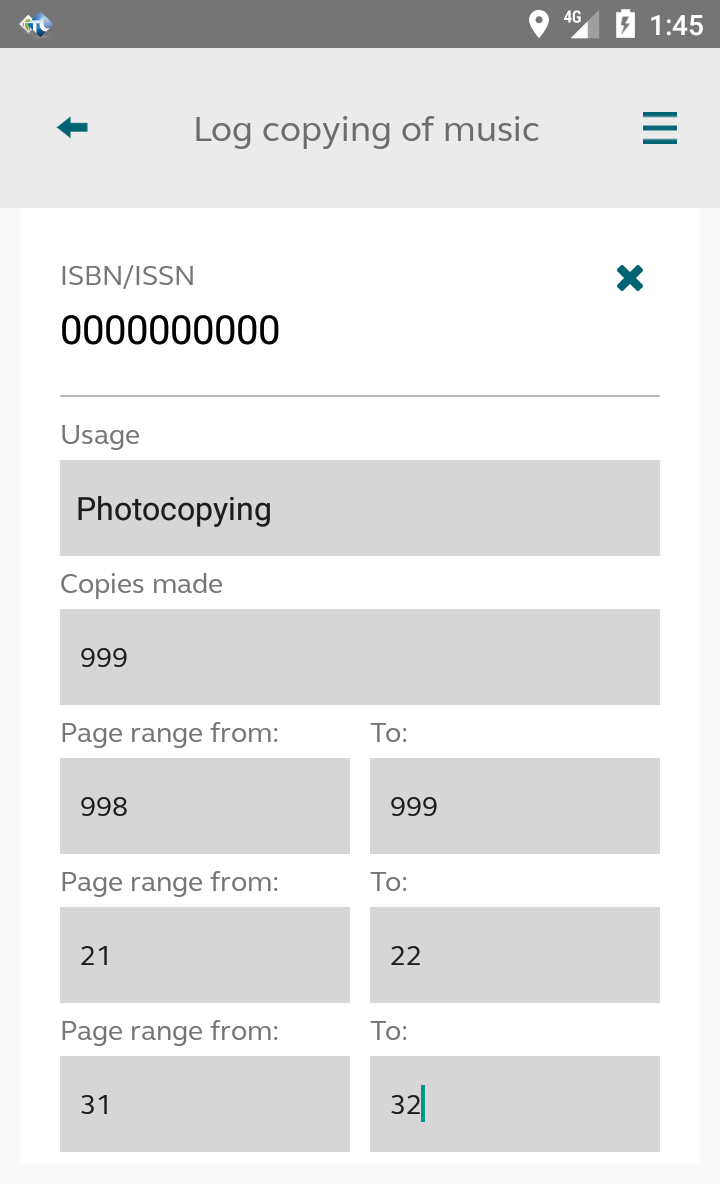 4G 1:45
Log copying of music
ISBN/ISSN
0000000000
Usage
Photocopying
Copies made
999
Page range from: To:
998 999
Page range from: To:
21 22
Page range from: To:
31 32